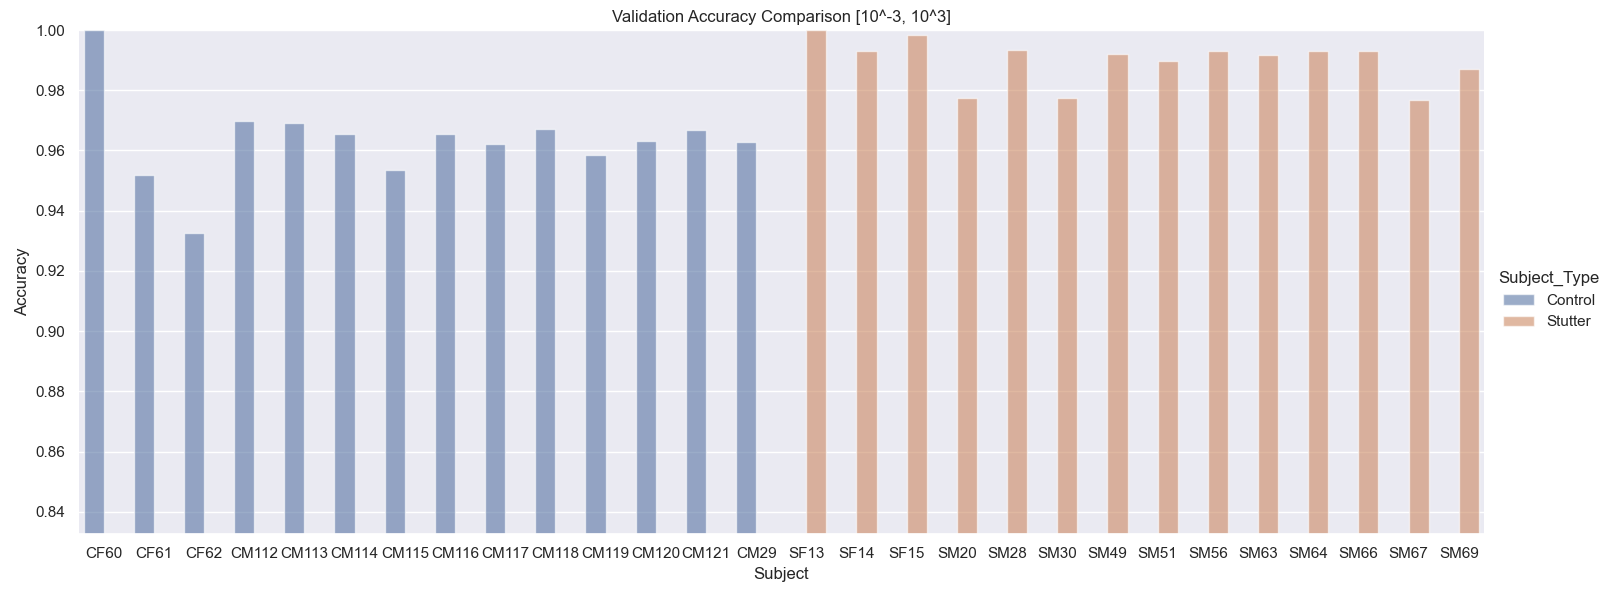 Validation Accuracy Comparison [10^-3, 10^3]
1.00
0.98
0.96
0.94
0.92
0.90
0.88
0.86
0.84
Accuracy
CF60 CF61 CF62 CM112 CM113 CM114 CM115 CM116 CM117 CM118 CM119 CM120 CM121 CM29 SF13 SF14 SF15 SM20 SM28 SM30 SM49 SM51 SM56 SM63 SM64 SM66 SM67 SM69
Subject
Subject_Type
Control
Stutter